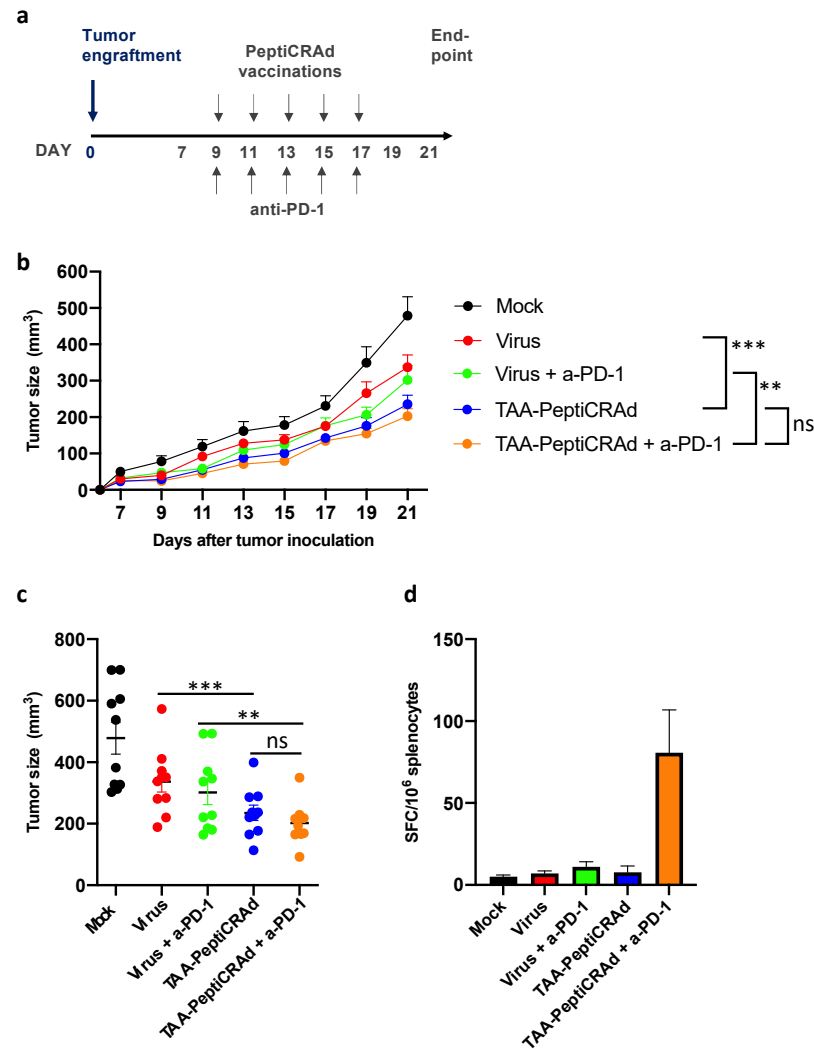 a
Tumor
engraftment
PeptiCRAd
vaccinations
End-
point
DAY 0 7 9 11 13 15 17 19 21
anti-PD-1
b
Tumor size (mm³)
600
500
400
300
200
100
0
7 9 11 13 15 17 19 21
Days after tumor inoculation
Mock
Virus
Virus + a-PD-1
TAA-PeptiCRAd
TAA-PeptiCRAd + a-PD-1
***
**
ns
c
Tumor size (mm³)
800
600
400
200
0
***
**
ns
Mock
Virus
Virus + a-PD-1
TAA-PeptiCRAd
TAA-PeptiCRAd + a-PD-1
d
SFC/10⁶ splenocytes
150
100
50
0
Mock
Virus
Virus + a-PD-1
TAA-PeptiCRAd
TAA-PeptiCRAd + a-PD-1